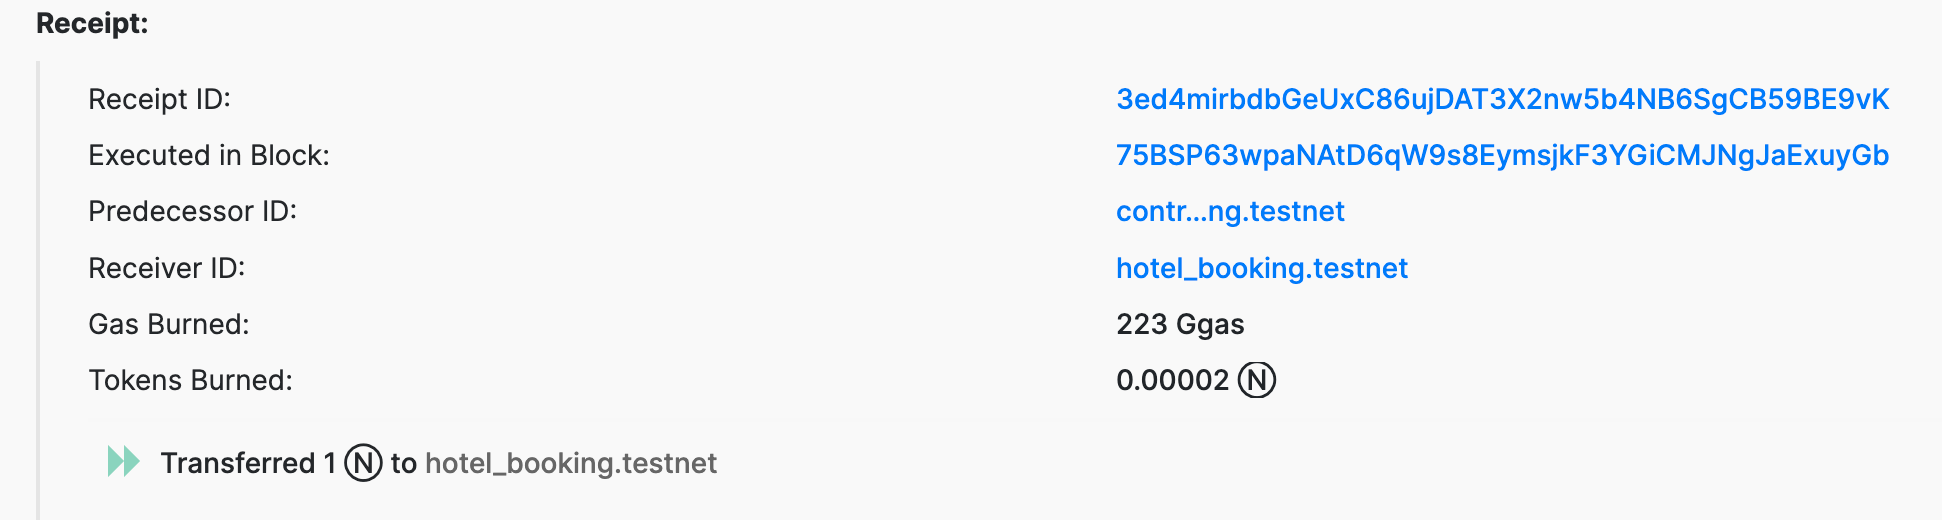 Receipt:
Receipt ID: 3ed4mirbdbGeUxC86ujDAT3X2nw5b4NB6SgCB59BE9vK
Executed in Block: 75BSP63wpaNAtD6qW9s8EymsjkF3YGiCMJNgJaExuyGb
Predecessor ID: contr...ng.testnet
Receiver ID: hotel_booking.testnet
Gas Burned: 223 Ggas
Tokens Burned: 0.00002 Ⓝ
Transferred 1 Ⓝ to hotel_booking.testnet